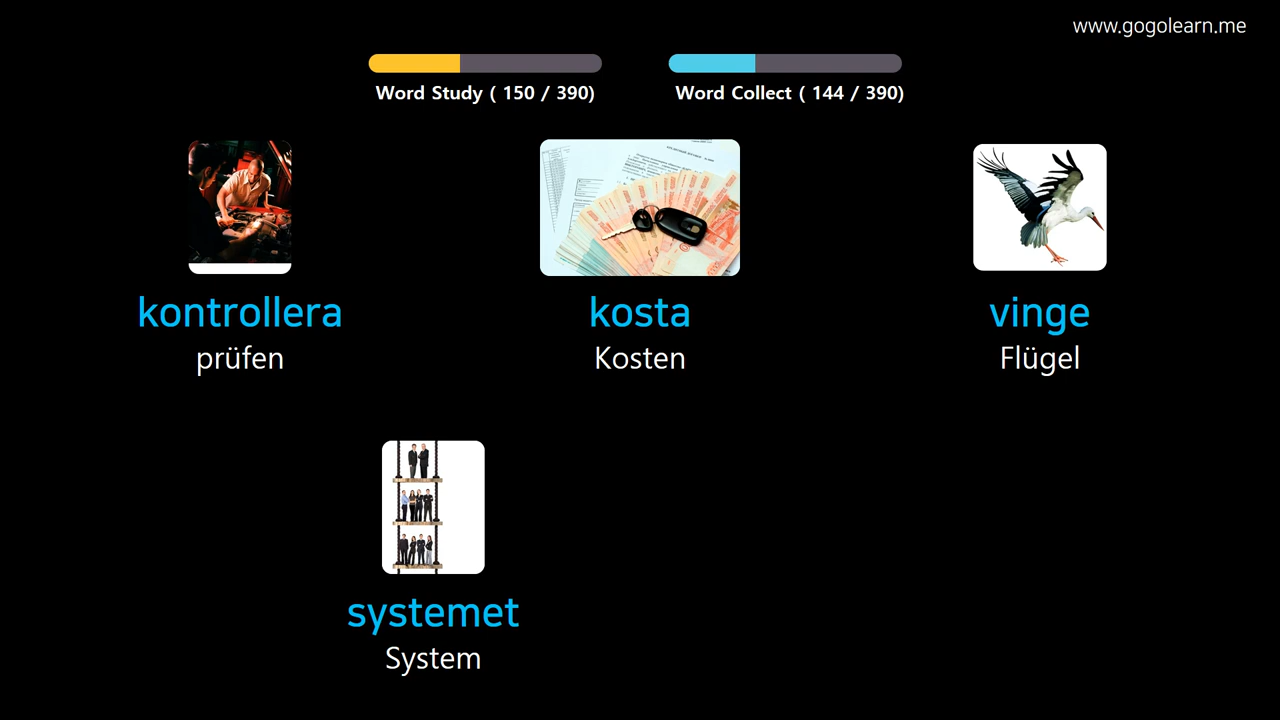 www.gogolearn.me
Word Study ( 150 / 390)
Word Collect ( 144 / 390)
kontrollera
prüfen
kosta
Kosten
vinge
Flügel
systemet
System